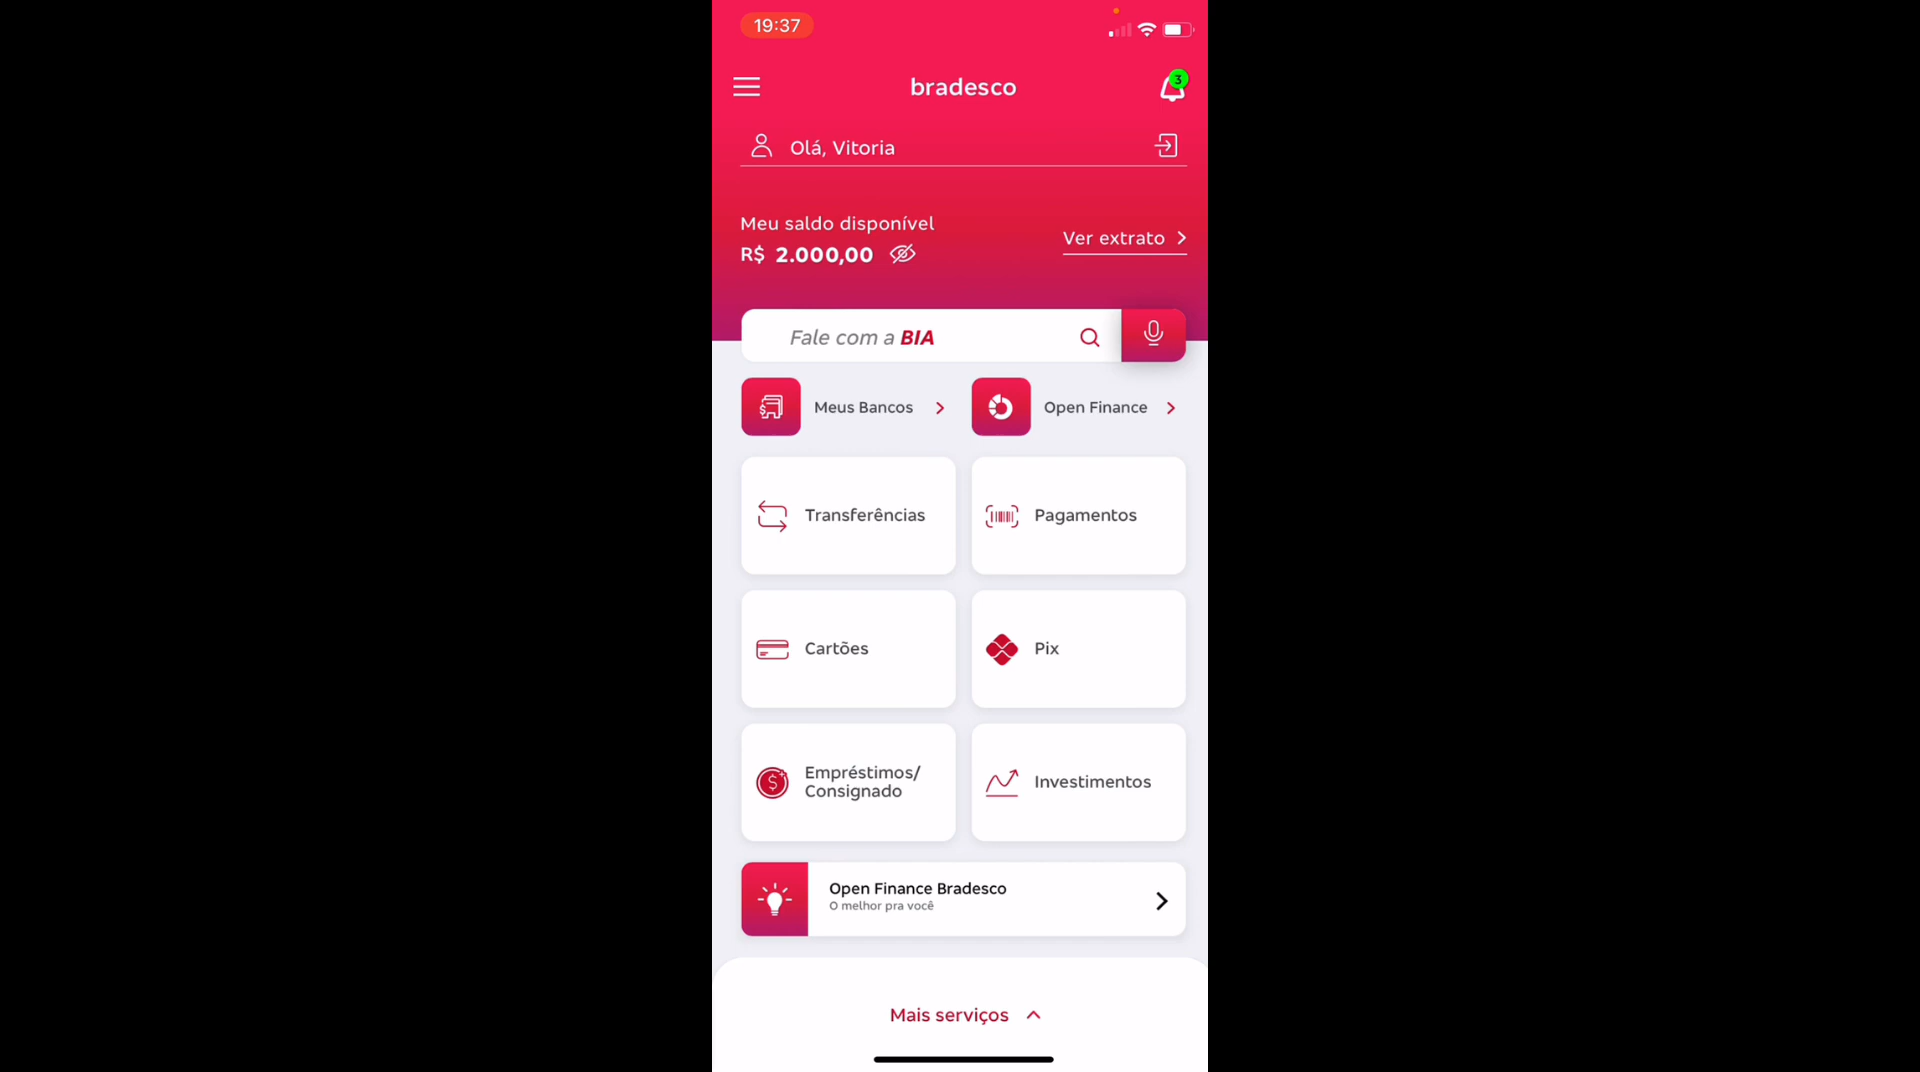 19:37
bradesco
3
Olá, Vitoria
Meu saldo disponível
R$ 2.000,00
Ver extrato
Fale com a BIA
Meus Bancos
Open Finance
Transferências
Pagamentos
Cartões
Pix
Empréstimos/
Consignado
Investimentos
Open Finance Bradesco
O melhor pra você
Mais serviços